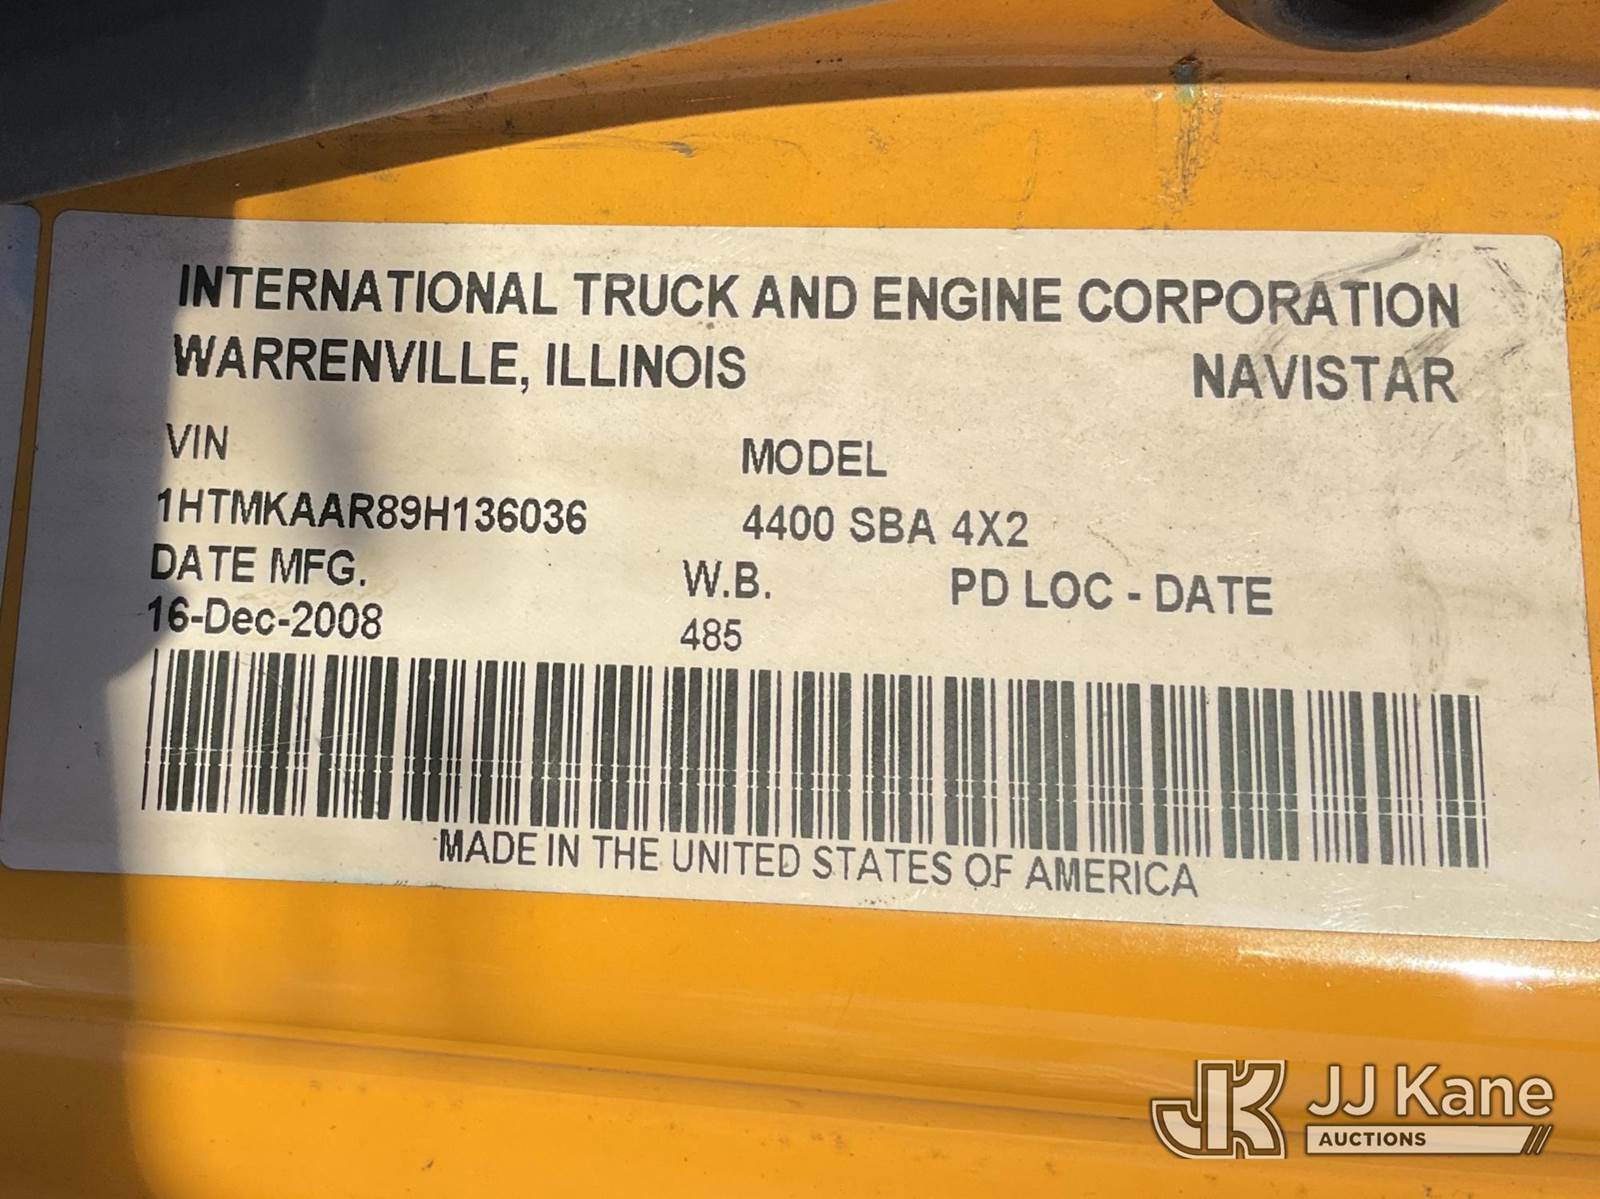 INTERNATIONAL TRUCK AND ENGINE CORPORATION
WARRENVILLE, ILLINOIS NAVISTAR
VIN MODEL
1HTMKAAR89H136036 4400 SBA 4X2
DATE MFG. W.B. PD LOC - DATE
16-Dec-2008 485
MADE IN THE UNITED STATES OF AMERICA
JK JJ Kane
AUCTIONS